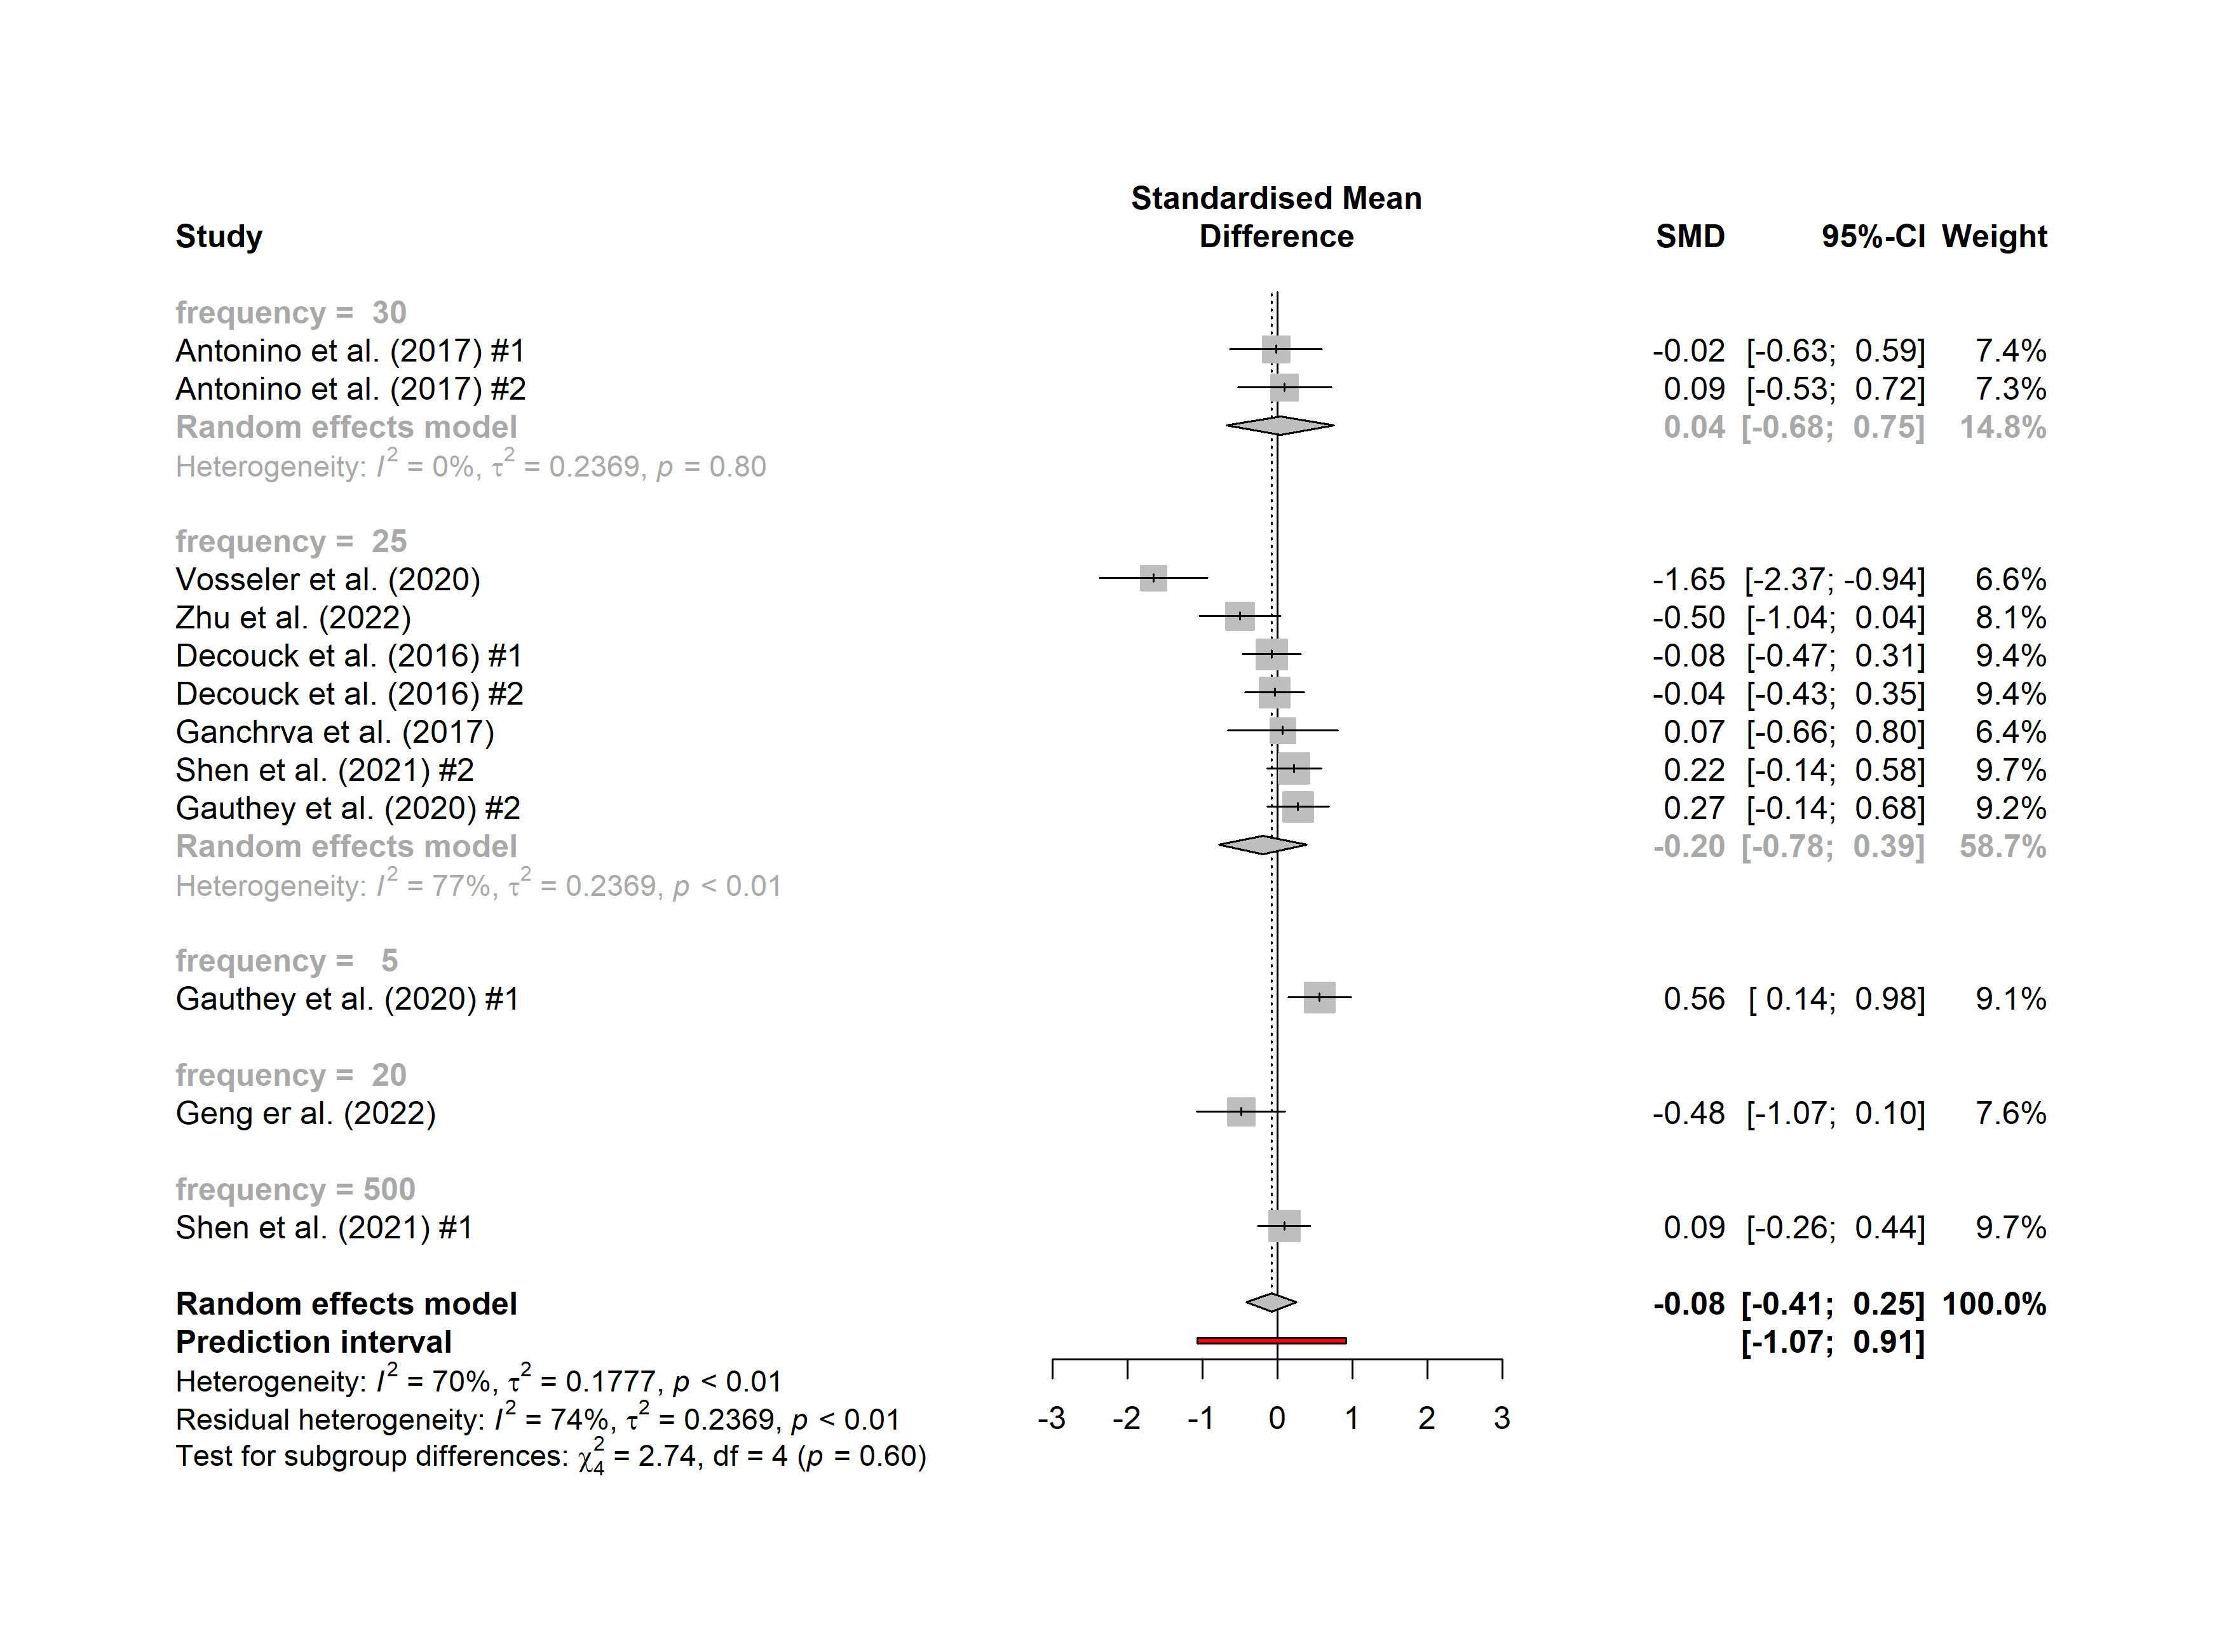 Standardised Mean
Study Difference SMD 95%-CI Weight
frequency = 30
Antonino et al. (2017) #1 -0.02 [-0.63; 0.59] 7.4%
Antonino et al. (2017) #2 0.09 [-0.53; 0.72] 7.3%
Random effects model 0.04 [-0.68; 0.75] 14.8%
Heterogeneity: I² = 0%, τ² = 0.2369, p = 0.80
frequency = 25
Vosseler et al. (2020) -1.65 [-2.37; -0.94] 6.6%
Zhu et al. (2022) -0.50 [-1.04; 0.04] 8.1%
Decouck et al. (2016) #1 -0.08 [-0.47; 0.31] 9.4%
Decouck et al. (2016) #2 -0.04 [-0.43; 0.35] 9.4%
Ganchrva et al. (2017) 0.07 [-0.66; 0.80] 6.4%
Shen et al. (2021) #2 0.22 [-0.14; 0.58] 9.7%
Gauthey et al. (2020) #2 0.27 [-0.14; 0.68] 9.2%
Random effects model -0.20 [-0.78; 0.39] 58.7%
Heterogeneity: I² = 77%, τ² = 0.2369, p < 0.01
frequency = 5
Gauthey et al. (2020) #1 0.56 [ 0.14; 0.98] 9.1%
frequency = 20
Geng er al. (2022) -0.48 [-1.07; 0.10] 7.6%
frequency = 500
Shen et al. (2021) #1 0.09 [-0.26; 0.44] 9.7%
Random effects model -0.08 [-0.41; 0.25] 100.0%
Prediction interval [-1.07; 0.91]
Heterogeneity: I² = 70%, τ² = 0.1777, p < 0.01
Residual heterogeneity: I² = 74%, τ² = 0.2369, p < 0.01
-3 -2 -1 0 1 2 3
Test for subgroup differences: χ²₄ = 2.74, df = 4 (p = 0.60)